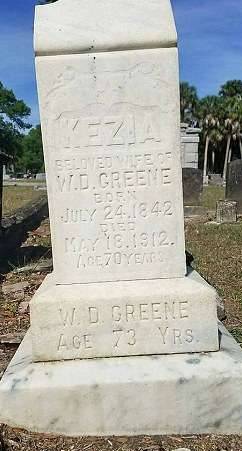 KEZIA
BELOVED WIFE OF
W.D. GREENE
BORN
JULY 24, 1842
DIED
MAY 18, 1912.
AGE 70 YEARS
W. D. GREENE
AGE 73 YRS.